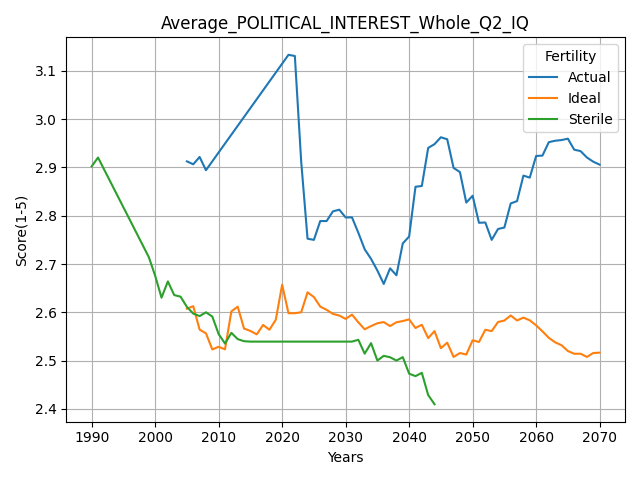 Average_POLITICAL_INTEREST_Whole_Q2_IQ
Fertility
Actual
Ideal
Sterile
Score(1-5)
3.1
3.0
2.9
2.8
2.7
2.6
2.5
2.4
1990 2000 2010 2020 2030 2040 2050 2060 2070
Years